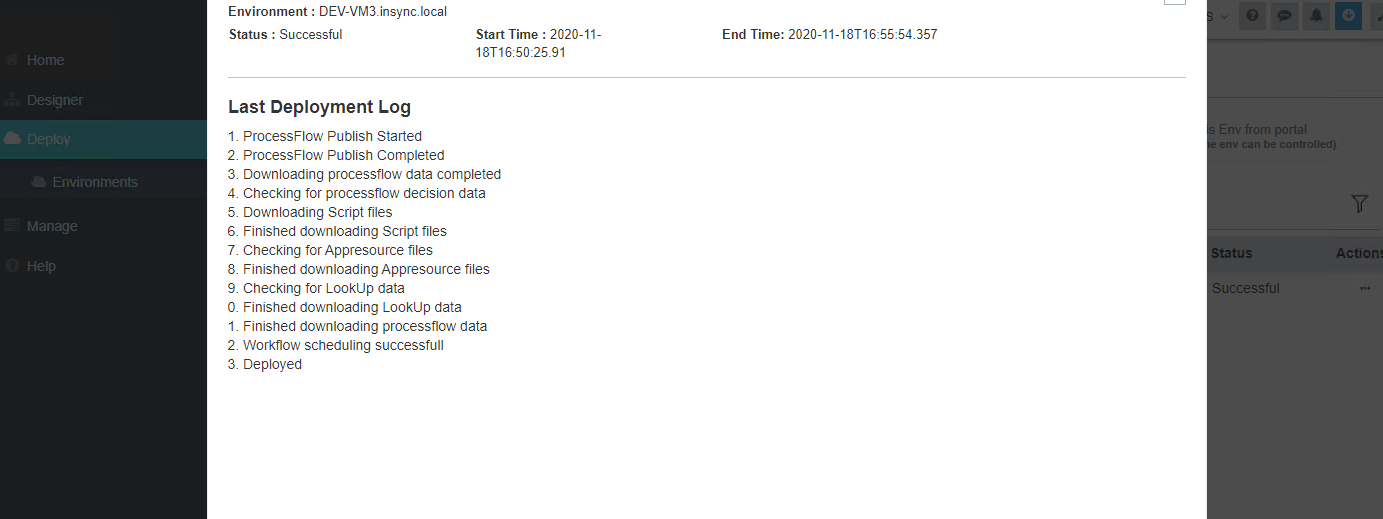 Environment : DEV-VM3.insync.local
Status : Successful
Start Time : 2020-11-
18T16:50:25.91
End Time: 2020-11-18T16:55:54.357
Last Deployment Log
1. ProcessFlow Publish Started
2. ProcessFlow Publish Completed
3. Downloading processflow data completed
4. Checking for processflow decision data
5. Downloading Script files
6. Finished downloading Script files
7. Checking for Appresource files
8. Finished downloading Appresource files
9. Checking for LookUp data
0. Finished downloading LookUp data
1. Finished downloading processflow data
2. Workflow scheduling successfull
3. Deployed
Home
Designer
Deploy
Environments
Manage
Help
S
is Env from portal
he env can be controlled)
Status
Actions
Successful